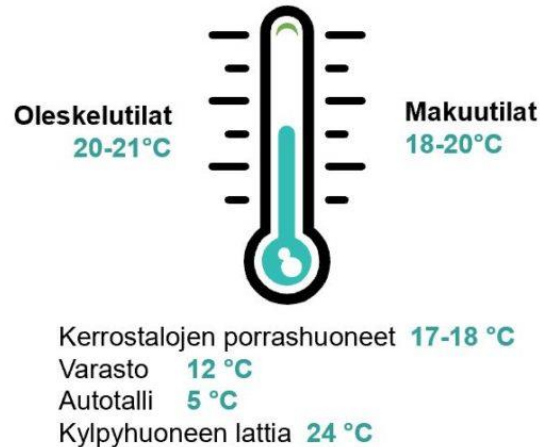 Oleskelutilat
20-21°C
Makuutilat
18-20°C
Kerrostalojen porrashuoneet 17-18 °C
Varasto 12 °C
Autotalli 5 °C
Kylpyhuoneen lattia 24 °C